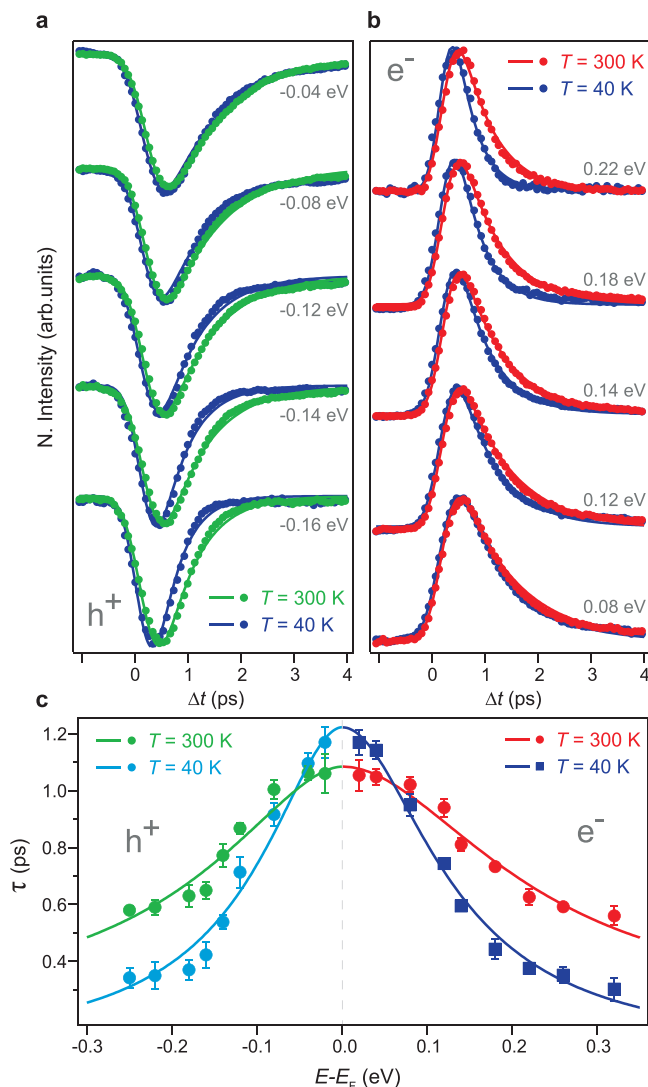 a
N. Intensity (arb.units)
-0.04 eV
-0.08 eV
-0.12 eV
-0.14 eV
-0.16 eV
h+
T = 300 K
T = 40 K
0 1 2 3 4
Δt (ps)
b
e-
T = 300 K
T = 40 K
0.22 eV
0.18 eV
0.14 eV
0.12 eV
0.08 eV
-1 0 1 2 3 4
Δt (ps)
c
T = 300 K
T = 40 K
h+
T = 300 K
T = 40 K
e-
τ (ps)
1.2
1.0
0.8
0.6
0.4
-0.3 -0.2 -0.1 0.0 0.1 0.2 0.3
E-EF (eV)